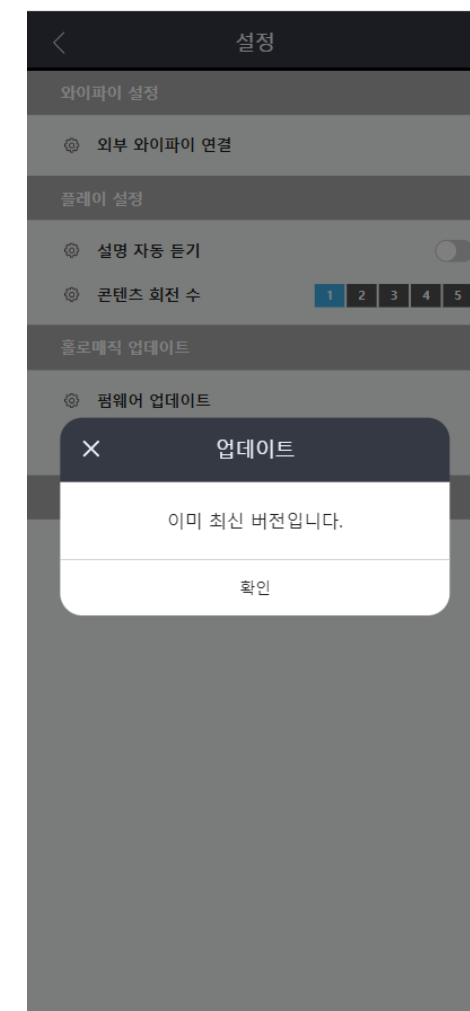 설정
와이파이 설정
외부 와이파이 연결
플레이 설정
설명 자동 듣기
콘텐츠 회전 수 1 2 3 4 5
홀로매직 업데이트
펌웨어 업데이트
업데이트
이미 최신 버전입니다.
확인